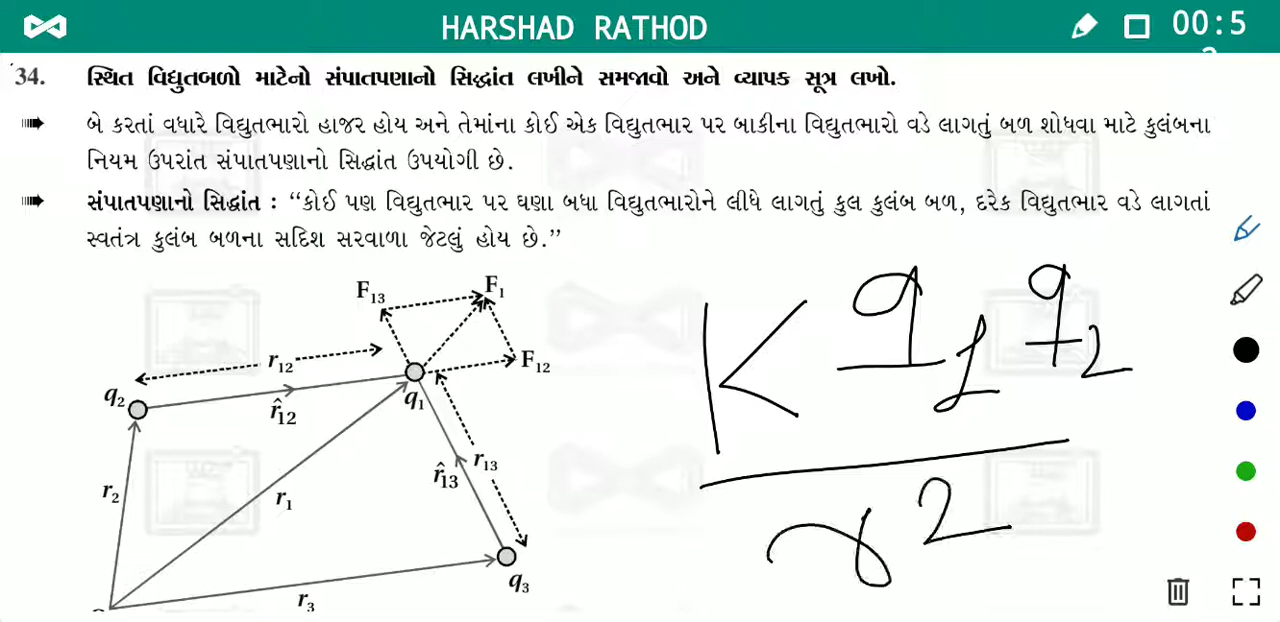 HARSHAD RATHOD
00:5
34. સ્થિત વિદ્યુતબળો માટેનો સંપાતપણાનો સિદ્ધાંત લખીને સમજાવો અને વ્યાપક સૂત્ર લખો.
બે કરતાં વધારે વિદ્યુતભારો હાજર હોય અને તેમાંના કોઈ એક વિદ્યુતભાર પર બાકીના વિદ્યુતભારો વડે લાગતું બળ શોધવા માટે કુલંબના
નિયમ ઉપરાંત સંપાતપણાનો સિદ્ધાંત ઉપયોગી છે.
સંપાતપણાનો સિદ્ધાંત : “કોઈ પણ વિદ્યુતભાર પર ઘણા બધા વિદ્યુતભારોને લીધે લાગતું કુલ કુલંબ બળ, દરેક વિદ્યુતભાર વડે લાગતાં
સ્વતંત્ર કુલંબ બળના સદિશ સરવાળા જેટલું હોય છે.”
F13
F1
r12
F12
q2
r̂12
q1
r2
r1
r̂13
r13
q3
r3
K q1 q2
r2